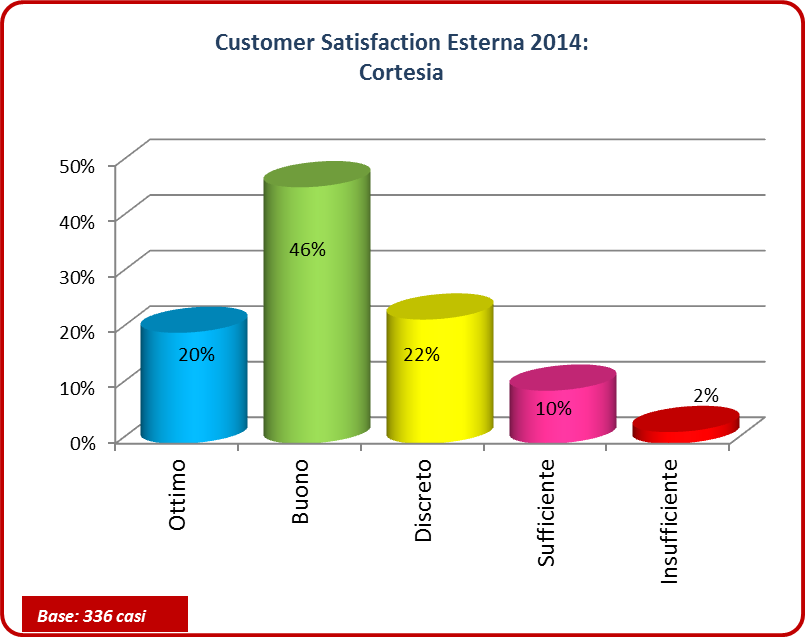 Customer Satisfaction Esterna 2014:
Cortesia
50%
40%
30%
20%
10%
0%
20%
46%
22%
10%
2%
Ottimo
Buono
Discreto
Sufficiente
Insufficiente
Base: 336 casi